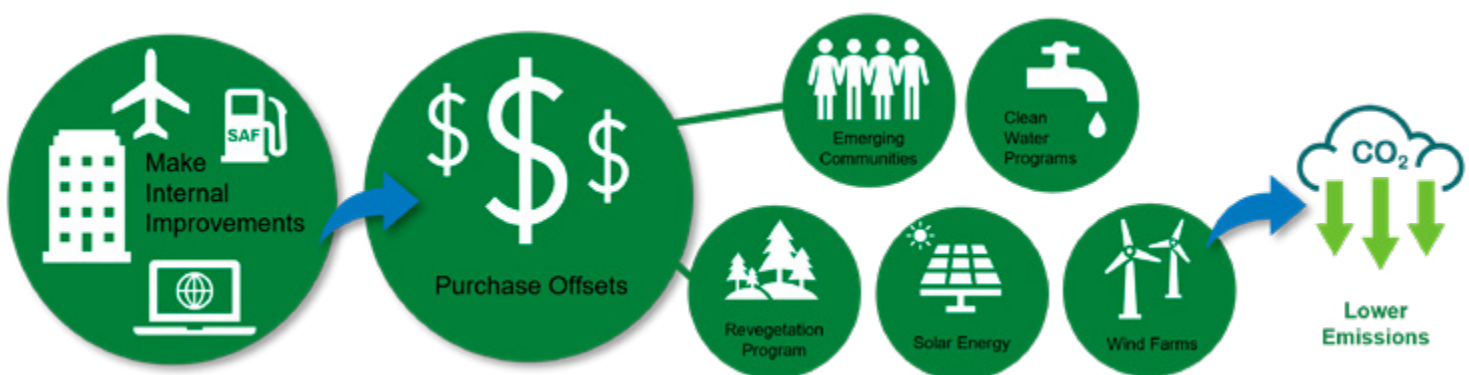 SAF
Make
Internal
Improvements
$
$
$
Purchase Offsets
Emerging
Communities
Clean
Water
Programs
Revegetation
Program
Solar Energy
Wind Farms
CO₂
Lower
Emissions